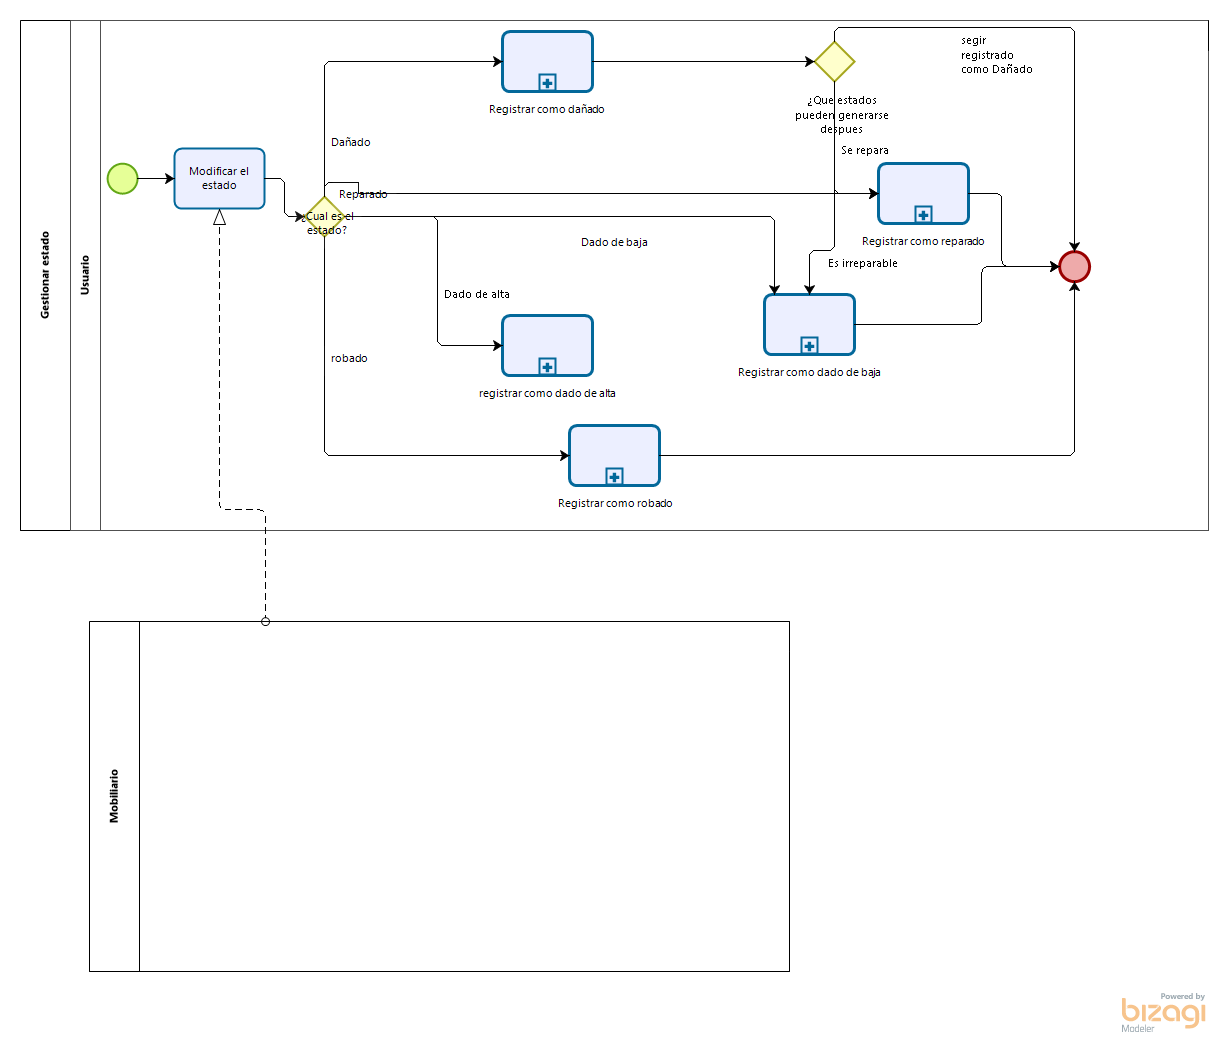 Gestionar estado
Usuario
Modificar el
estado
¿Cual es el
estado?
Dañado
Registrar como dañado
¿Que estados
pueden generarse
despues
segir
registrado
como Dañado
Se repara
Reparado
Registrar como reparado
Dado de baja
Es irreparable
Dado de alta
registrar como dado de alta
Registrar como dado de baja
robado
Registrar como robado
Mobiliario
Powered by
bizagi
Modeler